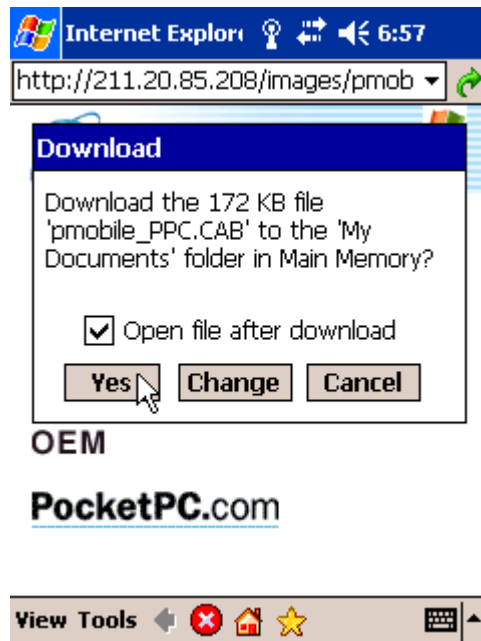 Internet Explor 6:57
http://211.20.85.208/images/pmob
Download
Download the 172 KB file
'pmobile_PPC.CAB' to the 'My
Documents' folder in Main Memory?
Open file after download
Yes Change Cancel
OEM
PocketPC.com
View Tools